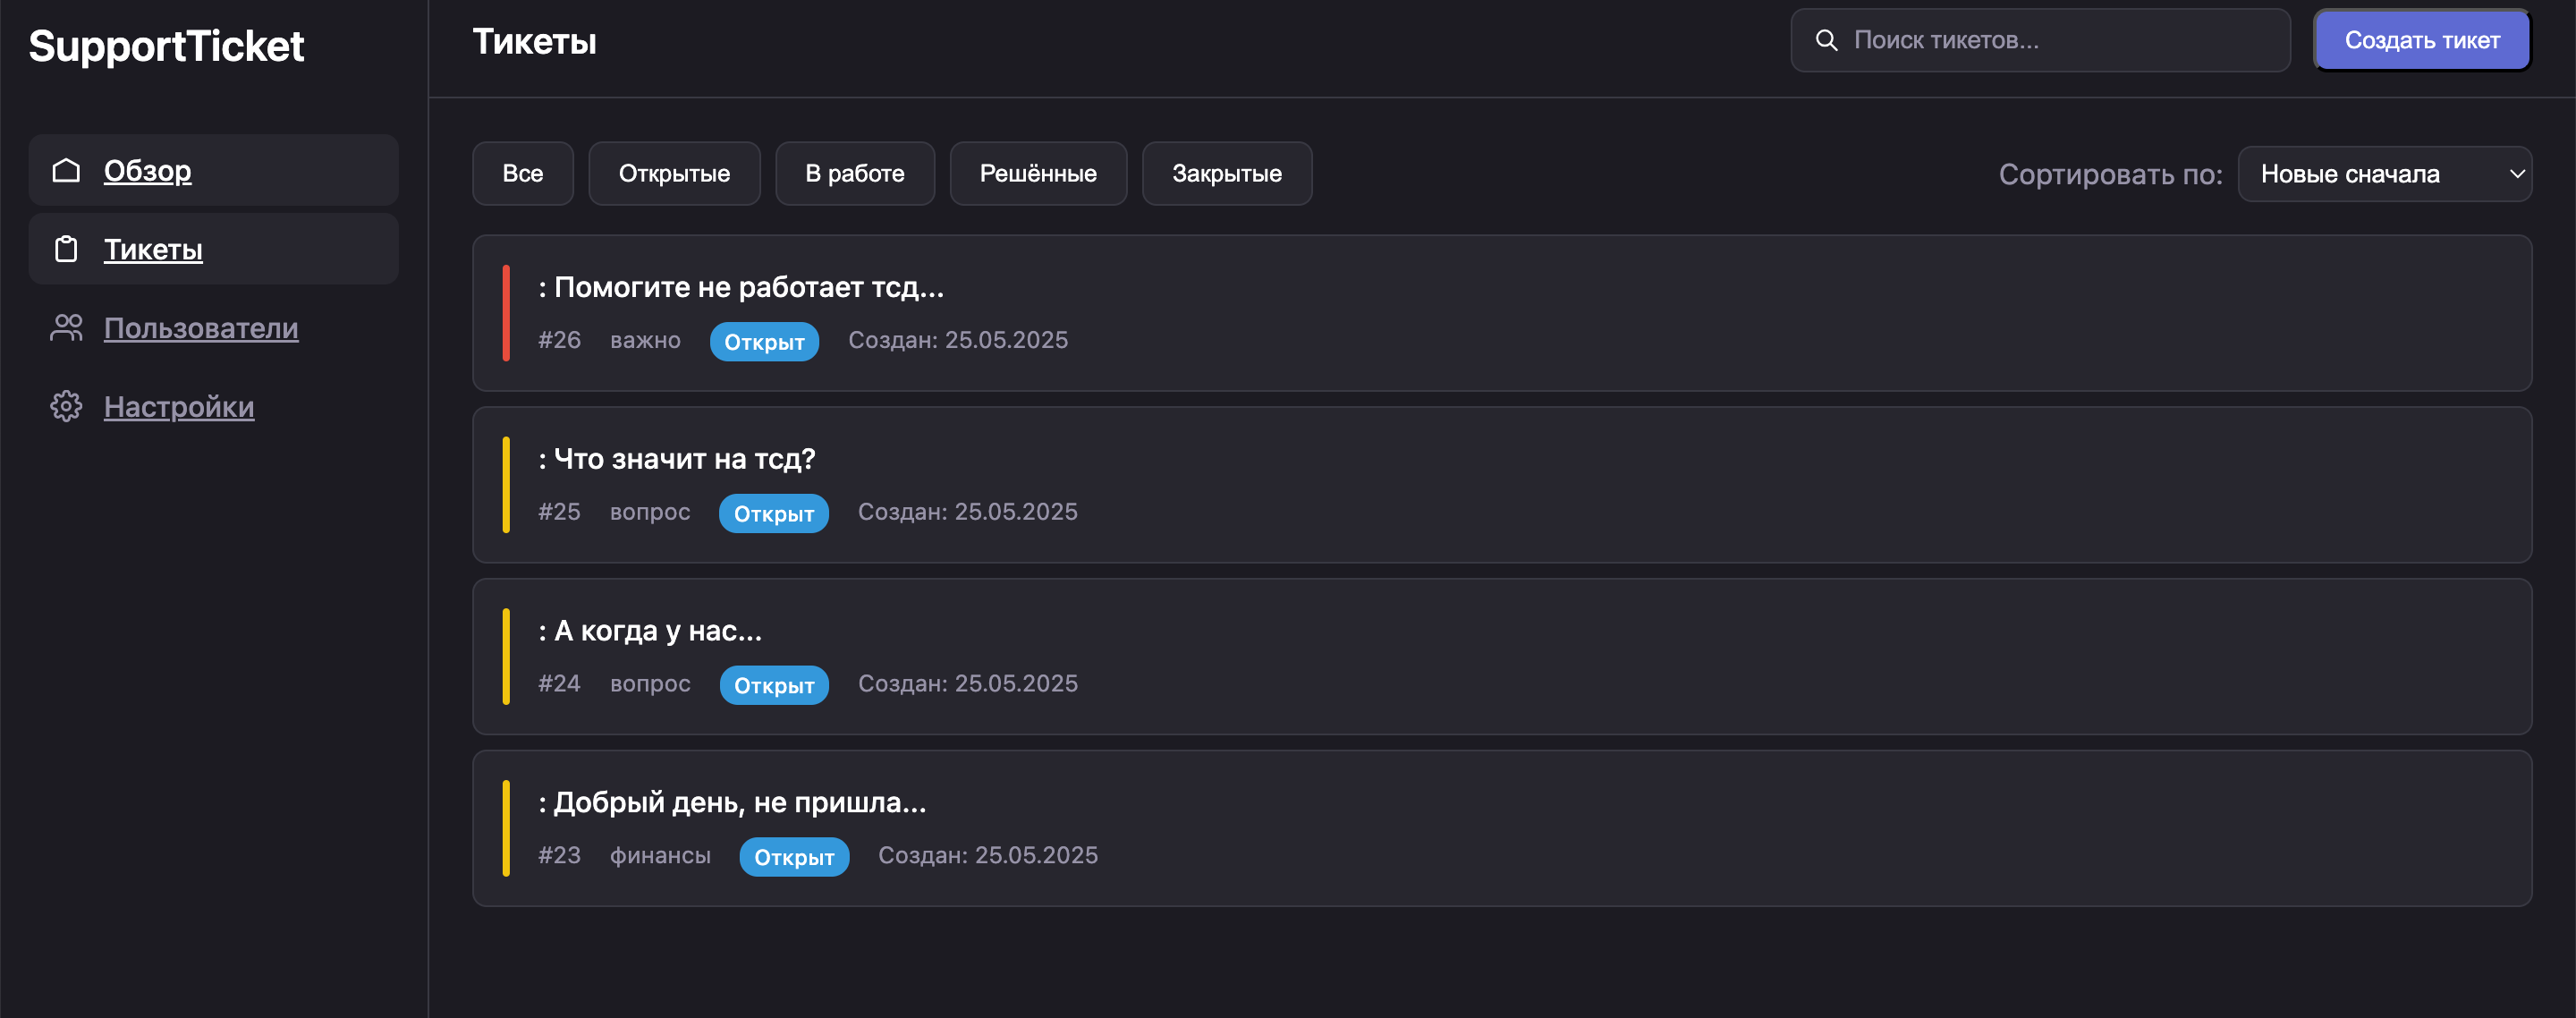 SupportTicket
Обзор
Тикеты
Пользователи
Настройки
Тикеты
Поиск тикетов...
Создать тикет
Все
Открытые
В работе
Решённые
Закрытые
Сортировать по: Новые сначала
: Помогите не работает тсд...
#26 важно Открыт Создан: 25.05.2025
: Что значит на тсд?
#25 вопрос Открыт Создан: 25.05.2025
: А когда у нас...
#24 вопрос Открыт Создан: 25.05.2025
: Добрый день, не пришла...
#23 финансы Открыт Создан: 25.05.2025